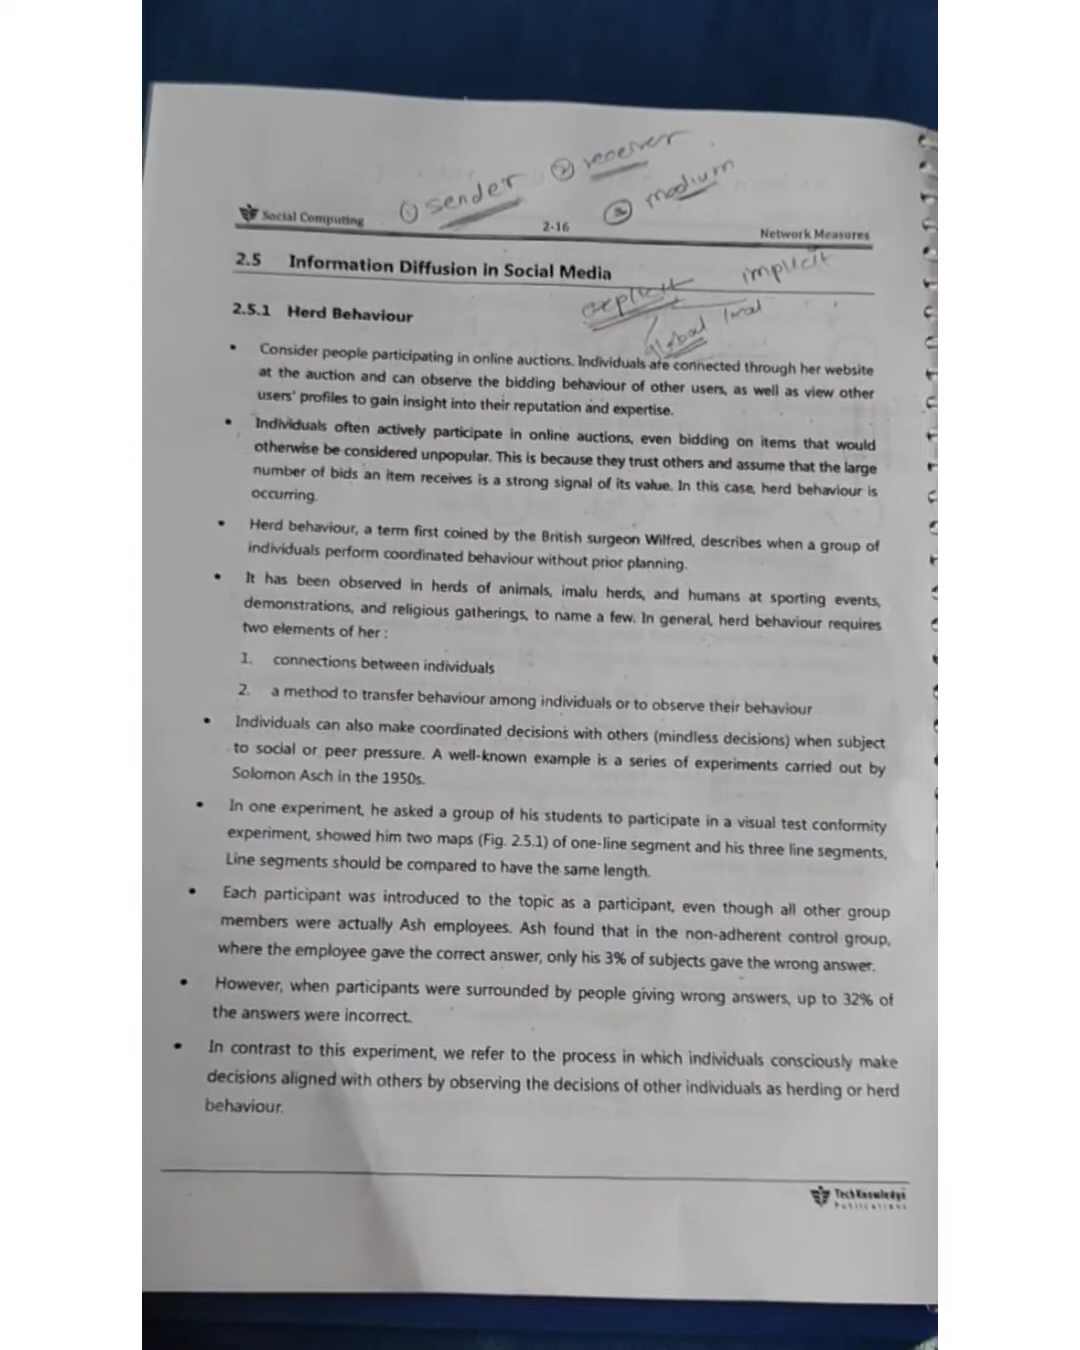 ① sender ② receiver
③ medium
Social Computing 2-16 Network Measures
2.5 Information Diffusion in Social Media
explicit implicit
global local
2.5.1 Herd Behaviour
• Consider people participating in online auctions. Individuals are connected through her website
at the auction and can observe the bidding behaviour of other users, as well as view other
users' profiles to gain insight into their reputation and expertise.
• Individuals often actively participate in online auctions, even bidding on items that would
otherwise be considered unpopular. This is because they trust others and assume that the large
number of bids an item receives is a strong signal of its value. In this case, herd behaviour is
occurring.
• Herd behaviour, a term first coined by the British surgeon Wilfred, describes when a group of
individuals perform coordinated behaviour without prior planning.
• It has been observed in herds of animals, imalu herds, and humans at sporting events,
demonstrations, and religious gatherings, to name a few. In general, herd behaviour requires
two elements of her :
1. connections between individuals
2. a method to transfer behaviour among individuals or to observe their behaviour
• Individuals can also make coordinated decisions with others (mindless decisions) when subject
to social or peer pressure. A well-known example is a series of experiments carried out by
Solomon Asch in the 1950s.
• In one experiment, he asked a group of his students to participate in a visual test conformity
experiment, showed him two maps (Fig. 2.5.1) of one-line segment and his three line segments,
Line segments should be compared to have the same length.
• Each participant was introduced to the topic as a participant, even though all other group
members were actually Ash employees. Ash found that in the non-adherent control group,
where the employee gave the correct answer, only his 3% of subjects gave the wrong answer.
• However, when participants were surrounded by people giving wrong answers, up to 32% of
the answers were incorrect.
• In contrast to this experiment, we refer to the process in which individuals consciously make
decisions aligned with others by observing the decisions of other individuals as herding or herd
behaviour.
TechKnowledge
Publications